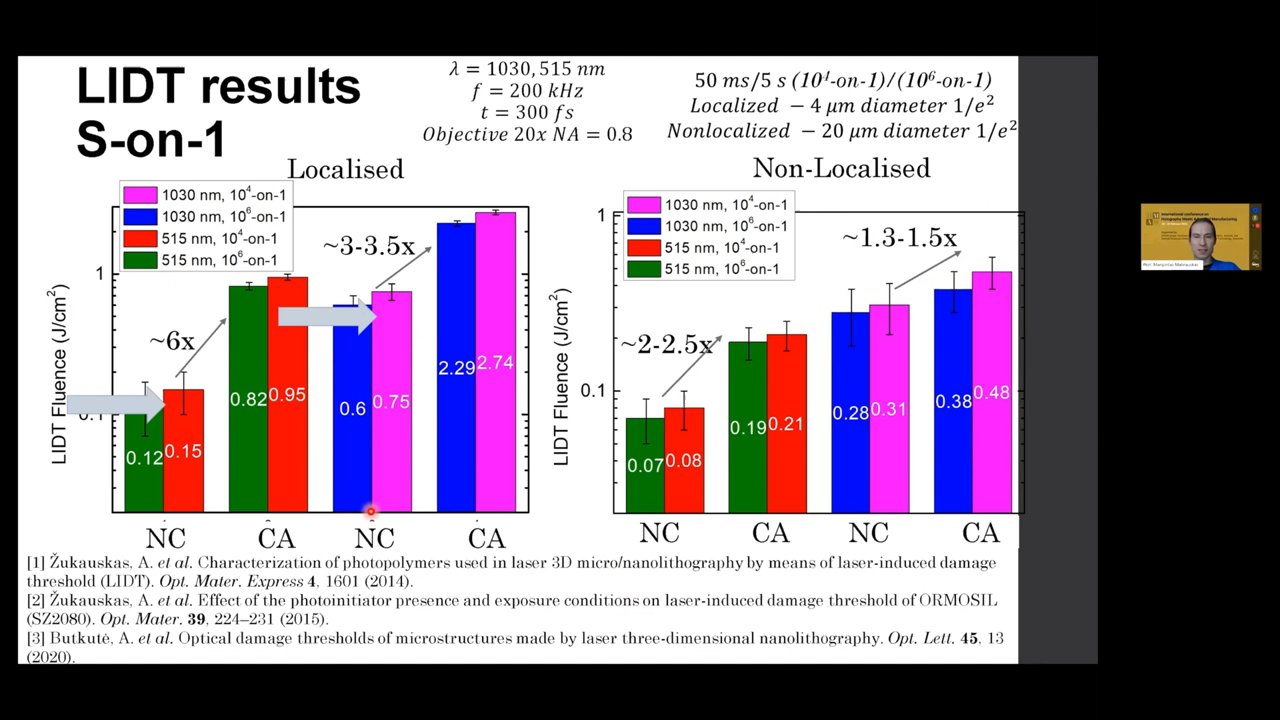 LIDT results
S-on-1
λ = 1030, 515 nm
f = 200 kHz
t = 300 fs
Objective 20x NA = 0.8
50 ms/5 s (10⁴-on-1)/(10⁶-on-1)
Localized – 4 μm diameter 1/e²
Nonlocalized – 20 μm diameter 1/e²
Localised
1030 nm, 10⁴-on-1
1030 nm, 10⁶-on-1
515 nm, 10⁴-on-1
515 nm, 10⁶-on-1
~3-3.5x
~6x
LIDT Fluence (J/cm²)
1
0.1
0.12
0.15
0.82
0.95
0.6
0.75
2.29
2.74
NC
CA
NC
CA
Non-Localised
1030 nm, 10⁴-on-1
1030 nm, 10⁶-on-1
515 nm, 10⁴-on-1
515 nm, 10⁶-on-1
~1.3-1.5x
~2-2.5x
LIDT Fluence (J/cm²)
1
0.1
0.07
0.08
0.19
0.21
0.28
0.31
0.38
0.48
NC
CA
NC
CA
[1] Žukauskas, A. et al. Characterization of photopolymers used in laser 3D micro/nanolithography by means of laser-induced damage
threshold (LIDT). Opt. Mater. Express 4, 1601 (2014).
[2] Žukauskas, A. et al. Effect of the photoinitiator presence and exposure conditions on laser-induced damage threshold of ORMOSIL
(SZ2080). Opt. Mater. 39, 224–231 (2015).
[3] Butkutė, A. et al. Optical damage thresholds of microstructures made by laser three-dimensional nanolithography. Opt. Lett. 45, 13
(2020).
International conference on